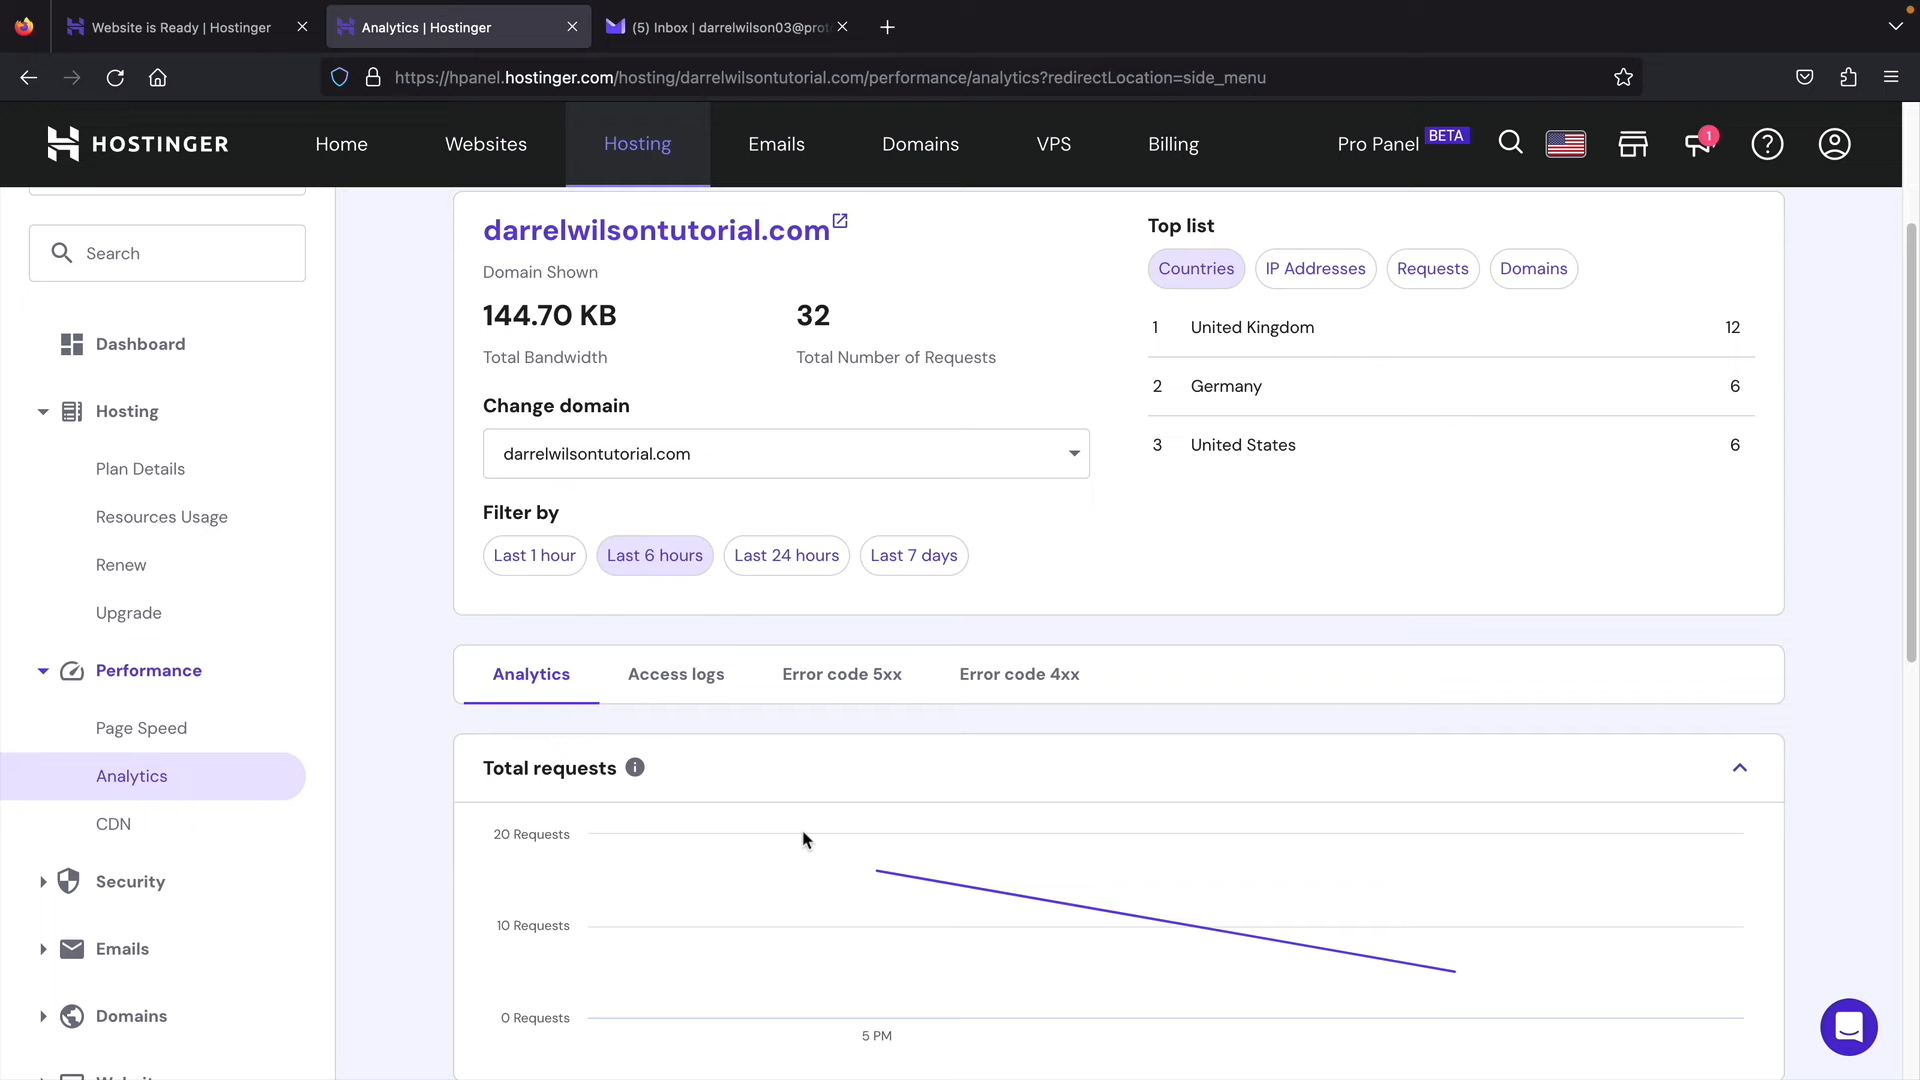 Website is Ready | Hostinger
Analytics | Hostinger
(5) Inbox | darrelwilson03@prot
https://hpanel.hostinger.com/hosting/darrelwilsontutorial.com/performance/analytics?redirectLocation=side_menu
HOSTINGER
Home
Websites
Hosting
Emails
Domains
VPS
Billing
Pro Panel BETA
1
Search
Dashboard
Hosting
Plan Details
Resources Usage
Renew
Upgrade
Performance
Page Speed
Analytics
CDN
Security
Emails
Domains
darrelwilsontutorial.com
Domain Shown
144.70 KB
Total Bandwidth
32
Total Number of Requests
Change domain
darrelwilsontutorial.com
Filter by
Last 1 hour
Last 6 hours
Last 24 hours
Last 7 days
Top list
Countries
IP Addresses
Requests
Domains
1 United Kingdom 12
2 Germany 6
3 United States 6
Analytics
Access logs
Error code 5xx
Error code 4xx
Total requests
20 Requests
10 Requests
0 Requests
5 PM